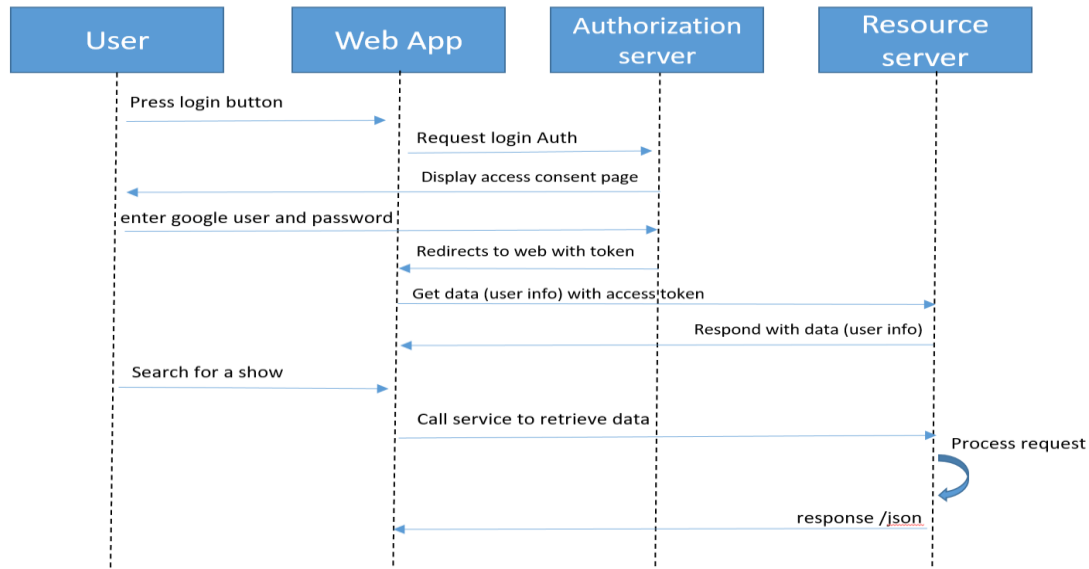 User
Web App
Authorization
server
Resource
server
Press login button
Request login Auth
Display access consent page
enter google user and password
Redirects to web with token
Get data (user info) with access token
Respond with data (user info)
Search for a show
Call service to retrieve data
Process request
response /json